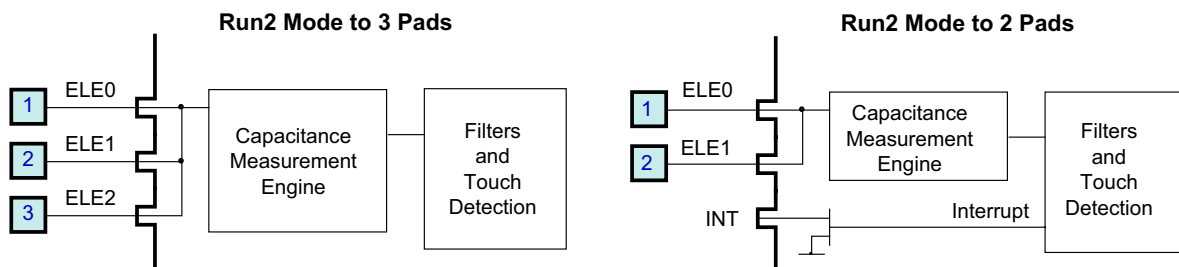 Run2 Mode to 3 Pads
1
ELE0
2
ELE1
3
ELE2
Capacitance
Measurement
Engine
Filters
and
Touch
Detection
Run2 Mode to 2 Pads
1
ELE0
2
ELE1
INT
Capacitance
Measurement
Engine
Interrupt
Filters
and
Touch
Detection